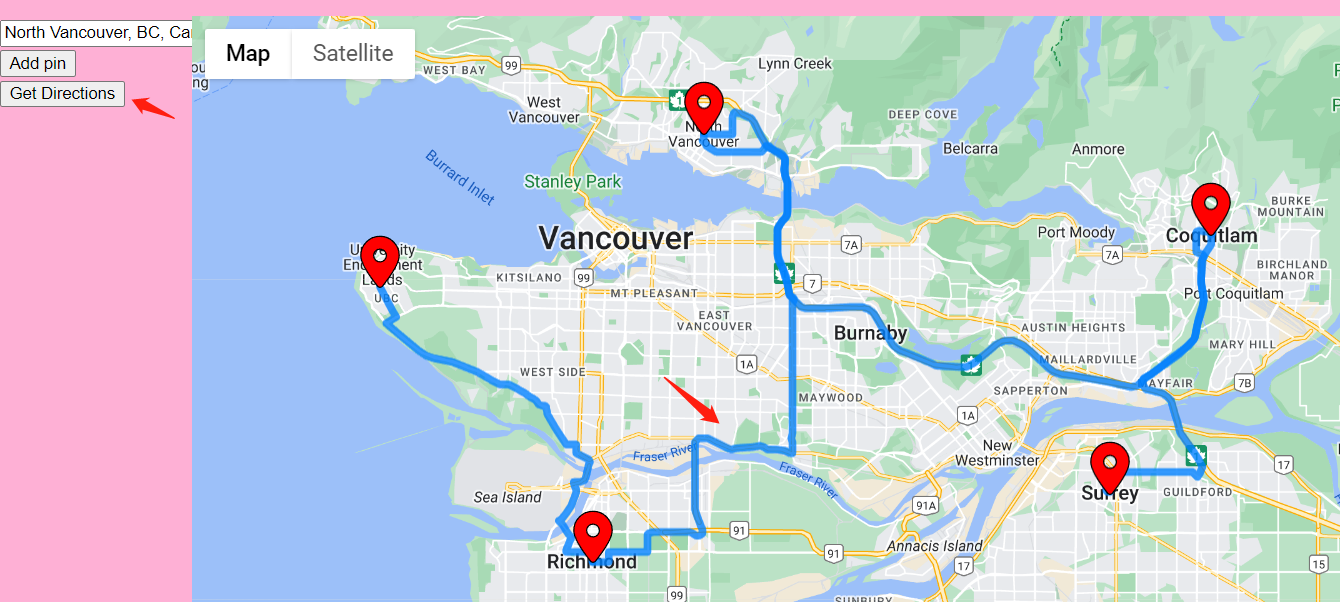 North Vancouver, BC, Ca
Add pin
Get Directions
Map
Satellite
WEST BAY
99
Lynn Creek
West
Vancouver
1
North
Vancouver
DEEP COVE
Belcarra
Anmore
Burrard Inlet
Stanley Park
BURKE
MOUNTAIN
Vancouver
7A
Port Moody
Coquitlam
7A
University
Endowment
Lands
UBC
KITSILANO
99
MT PLEASANT
7
BIRCHLAND
MANOR
Port Coquitlam
EAST
VANCOUVER
Burnaby
AUSTIN HEIGHTS
MARY HILL
1A
WEST SIDE
MAILLARDVILLE
MAYFAIR
7B
SAPPERTON
MAYWOOD
1A
New
Westminster
Fraser River
Fraser River
17
Sea Island
Surrey
GUILDFORD
91A
91
Richmond
Annacis Island
91
17
15
99
SUNBURY